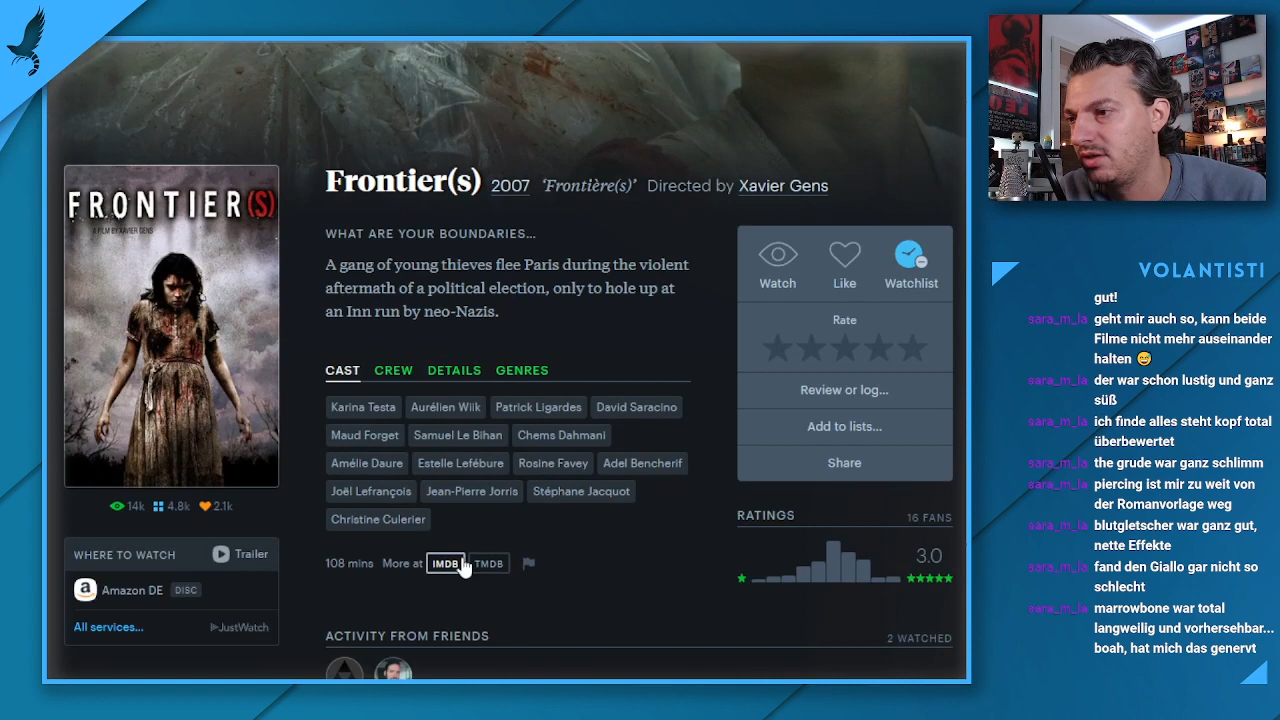 Frontier(s) 2007 ‘Frontière(s)’ Directed by Xavier Gens
WHAT ARE YOUR BOUNDARIES…
A gang of young thieves flee Paris during the violent
aftermath of a political election, only to hole up at
an Inn run by neo-Nazis.
CAST CREW DETAILS GENRES
Karina Testa Aurélien Wiik Patrick Ligardes David Saracino
Maud Forget Samuel Le Bihan Chems Dahmani
Amélie Daure Estelle Lefébure Rosine Favey Adel Bencherif
Joël Lefrançois Jean-Pierre Jorris Stéphane Jacquot
Christine Culerier
108 mins More at IMDB TMDB
ACTIVITY FROM FRIENDS 2 WATCHED
FRONTIER(S)
A FILM BY XAVIER GENS
14k 4.8k 2.1k
WHERE TO WATCH Trailer
Amazon DE DISC
All services… JustWatch
Watch Like Watchlist
Rate
Review or log…
Add to lists…
Share
RATINGS 16 FANS
3.0
LEO
VOLANTISTI
gut!
sara_m_la geht mir auch so, kann beide
Filme nicht mehr auseinander
halten 😅
sara_m_la der war schon lustig und ganz
süß
sara_m_la ich finde alles steht kopf total
überbewertet
sara_m_la the grude war ganz schlimm
sara_m_la piercing ist mir zu weit von
der Romanvorlage weg
sara_m_la blutgletscher war ganz gut,
nette Effekte
sara_m_la fand den Giallo gar nicht so
schlecht
sara_m_la marrowbone war total
langweilig und vorhersehbar...
boah, hat mich das genervt